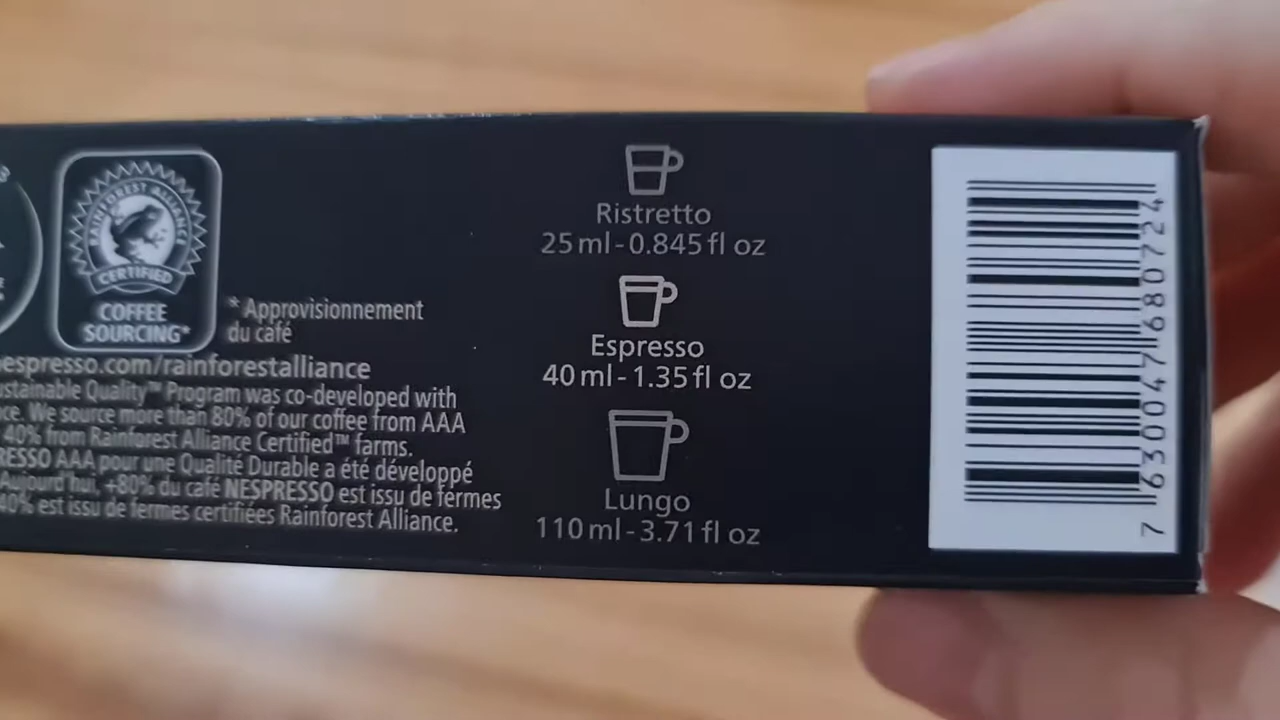 RAINFOREST ALLIANCE
CERTIFIED
COFFEE
SOURCING*
* Approvisionnement
du café
espresso.com/rainforestalliance
Quality™ Program was co-developed with
We source more than 80% of our coffee from AAA
40% from Rainforest Alliance Certified™ farms.
AAA pour une Qualité Durable a été développé
Aujourd'hui, +80% du café NESPRESSO est issu de fermes
40% est issu de fermes certifiées Rainforest Alliance.
Ristretto
25 ml - 0.845 fl oz
Espresso
40 ml - 1.35 fl oz
Lungo
110 ml - 3.71 fl oz
7 630047 680724